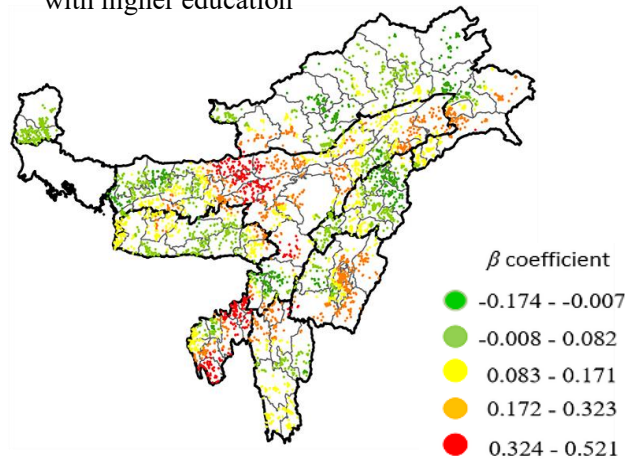 with higher education
β coefficient
-0.174 - -0.007
-0.008 - 0.082
0.083 - 0.171
0.172 - 0.323
0.324 - 0.521